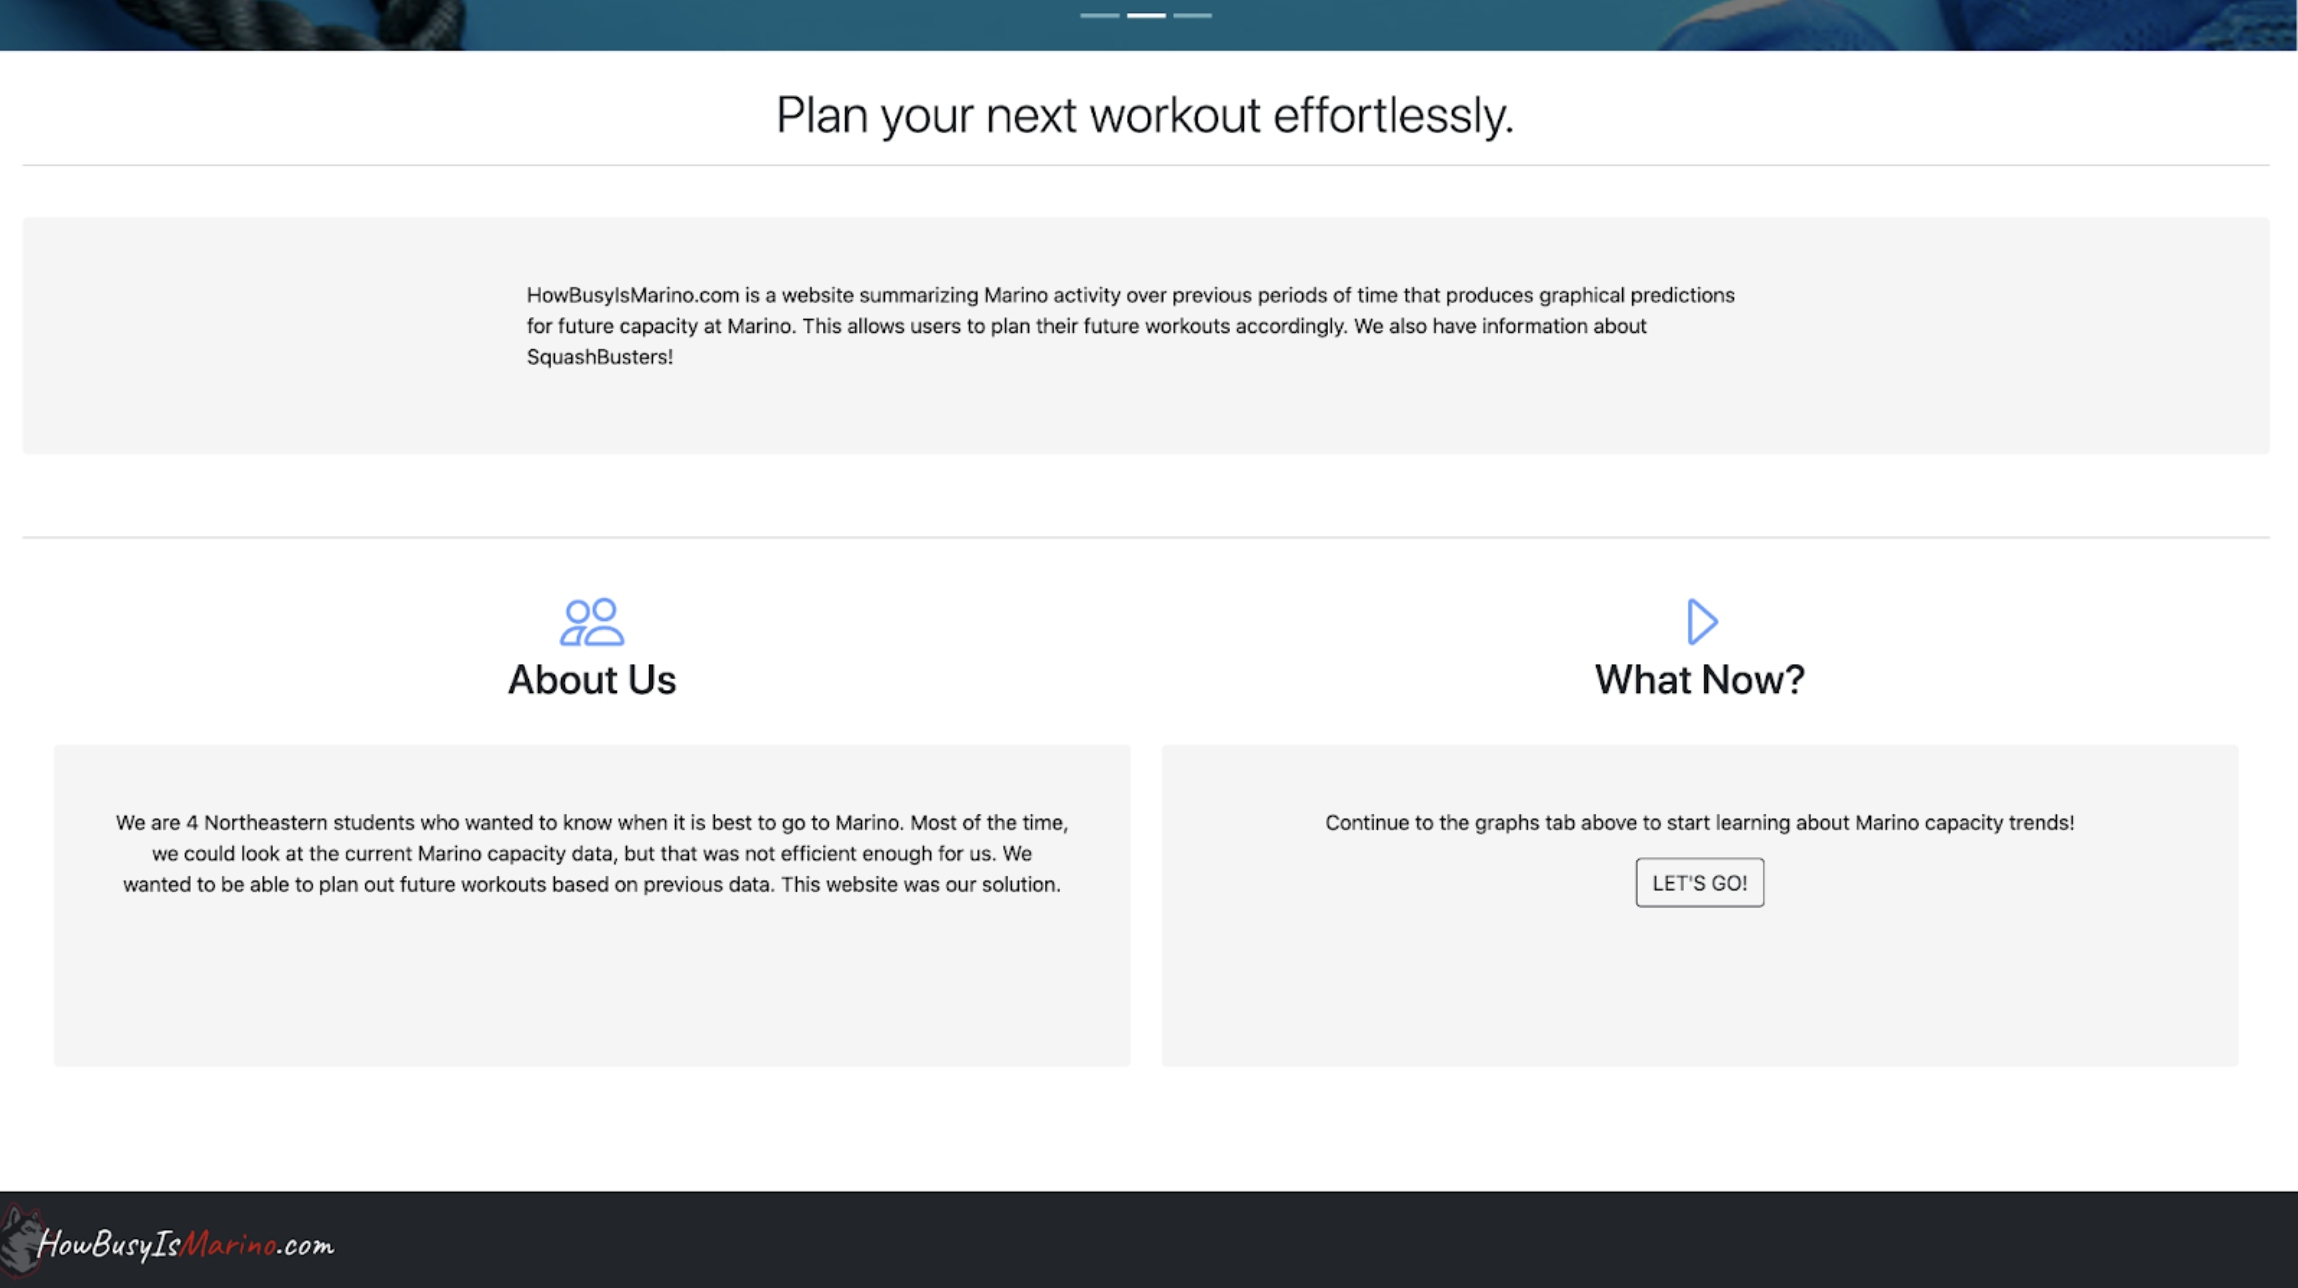 Plan your next workout effortlessly.
HowBusyIsMarino.com is a website summarizing Marino activity over previous periods of time that produces graphical predictions
for future capacity at Marino. This allows users to plan their future workouts accordingly. We also have information about
SquashBusters!
About Us
We are 4 Northeastern students who wanted to know when it is best to go to Marino. Most of the time,
we could look at the current Marino capacity data, but that was not efficient enough for us. We
wanted to be able to plan out future workouts based on previous data. This website was our solution.
What Now?
Continue to the graphs tab above to start learning about Marino capacity trends!
LET'S GO!
HowBusyIsMarino.com